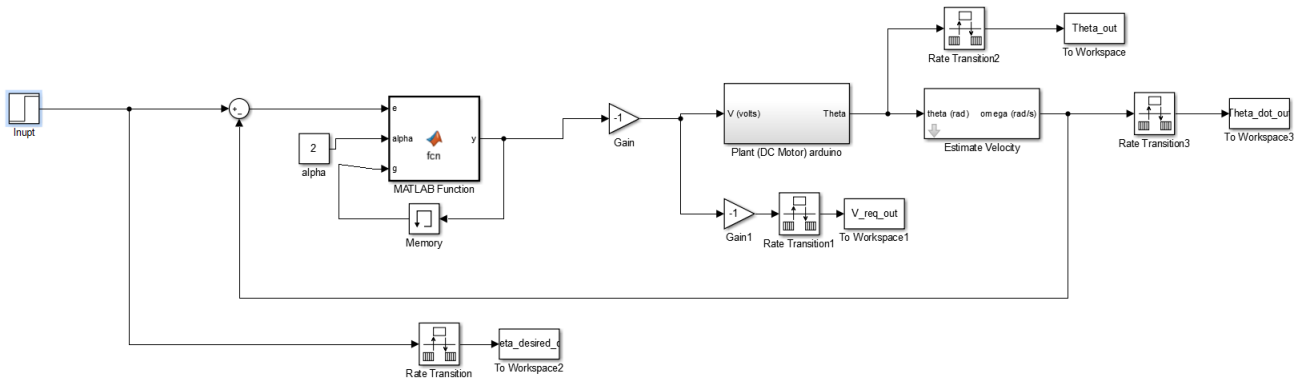 Theta_out
To Workspace
Rate Transition2
Inupt
+
-
e
alpha
g
fcn
y
MATLAB Function
2
alpha
Memory
-1
Gain
V (volts)
Theta
Plant (DC Motor) arduino
theta (rad)
omega (rad/s)
Estimate Velocity
Rate Transition3
Theta_dot_out
To Workspace3
-1
Gain1
Rate Transition1
V_req_out
To Workspace1
Rate Transition
eta_desired_o
To Workspace2